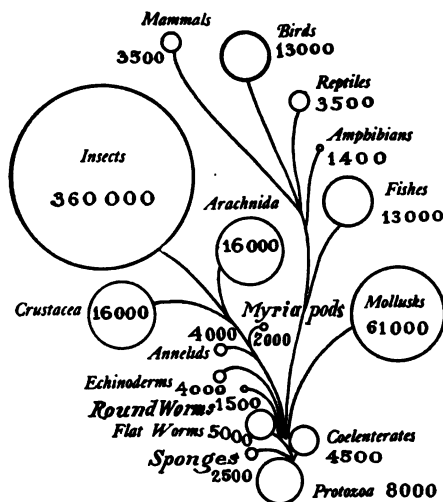 Mammals
3500
Birds
13000
Reptiles
3500
Amphibians
1400
Insects
360 000
Arachnida
16000
Fishes
13000
Crustacea
16000
Myriapods
2000
Mollusks
61000
4000
Annelids
Echinoderms
4000
1500
Round Worms
Flat Worms
5000
Coelenterates
4500
Sponges
2500
Protozoa 8000